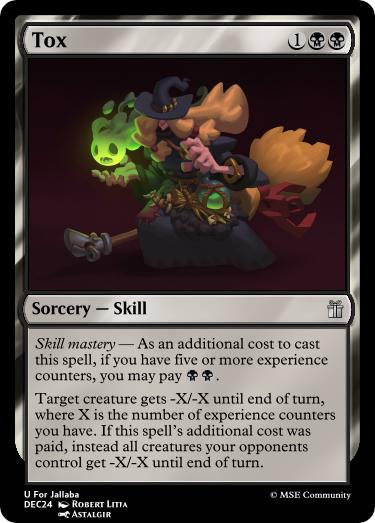 Tox 1
Sorcery — Skill
Skill mastery — As an additional cost to cast
this spell, if you have five or more experience
counters, you may pay .
Target creature gets -X/-X until end of turn,
where X is the number of experience counters
you have. If this spell's additional cost was
paid, instead all creatures your opponents
control get -X/-X until end of turn.
U For Jallaba
DEC24 Robert Litia © MSE Community
Astalgir